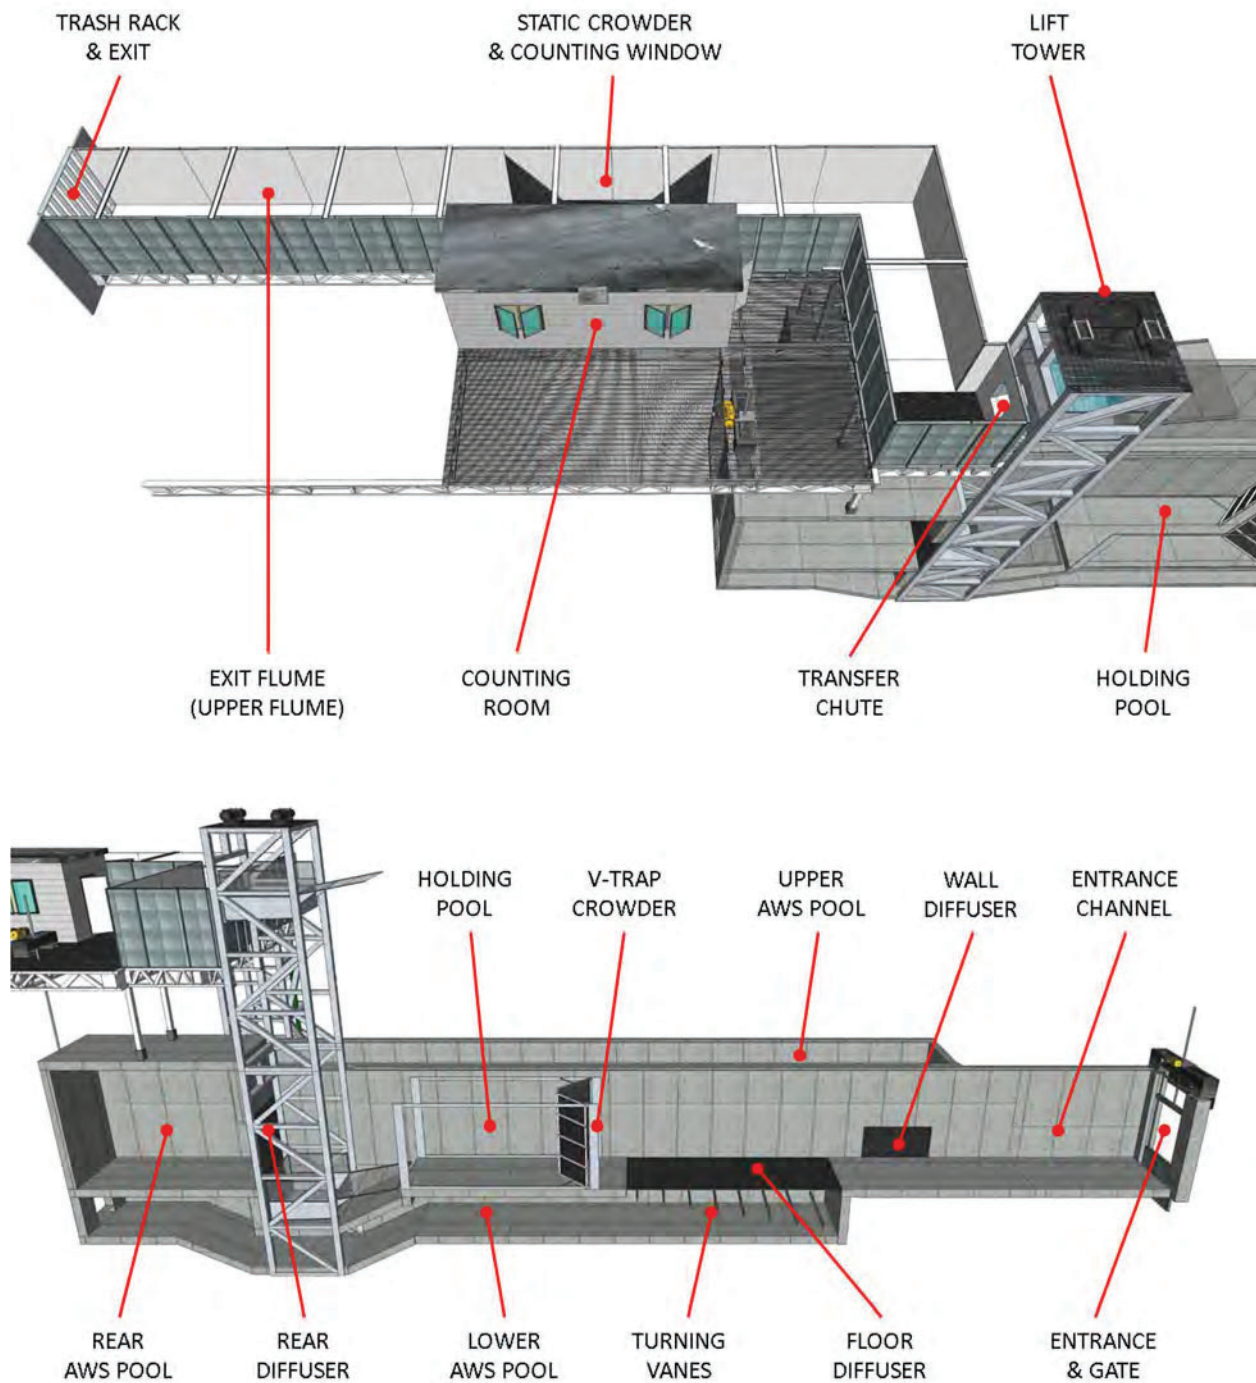 TRASH RACK
& EXIT
STATIC CROWDER
& COUNTING WINDOW
LIFT
TOWER
EXIT FLUME
(UPPER FLUME)
COUNTING
ROOM
TRANSFER
CHUTE
HOLDING
POOL
HOLDING
POOL
V-TRAP
CROWDER
UPPER
AWS POOL
WALL
DIFFUSER
ENTRANCE
CHANNEL
REAR
AWS POOL
REAR
DIFFUSER
LOWER
AWS POOL
TURNING
VANES
FLOOR
DIFFUSER
ENTRANCE
& GATE